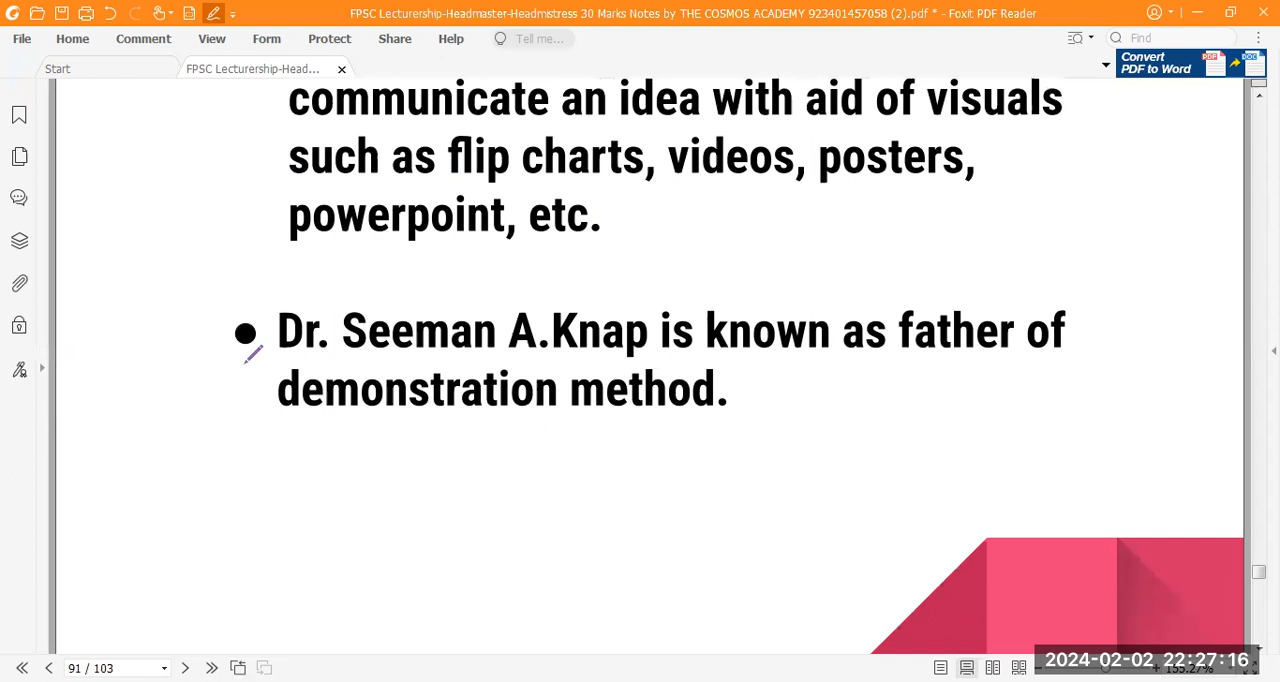 FPSC Lecturership-Headmaster-Headmistress 30 Marks Notes by THE COSMOS ACADEMY 923401457058 (2).pdf * - Foxit PDF Reader
File Home Comment View Form Protect Share Help Tell me... Find
Start FPSC Lecturership-Head... Convert PDF to Word
communicate an idea with aid of visuals
such as flip charts, videos, posters,
powerpoint, etc.
Dr. Seeman A.Knap is known as father of
demonstration method.
2024-02-02 22:27:16
91 / 103